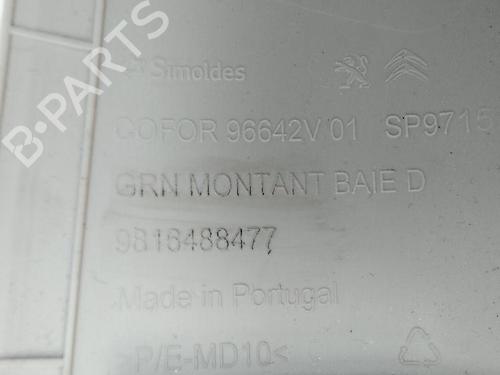 Simoldes
COFOR 96642V 01 SP9715
GRN MONTANT BAIE D
9816488477
Made in Portugal
>P/E-MD10<
B-PARTS